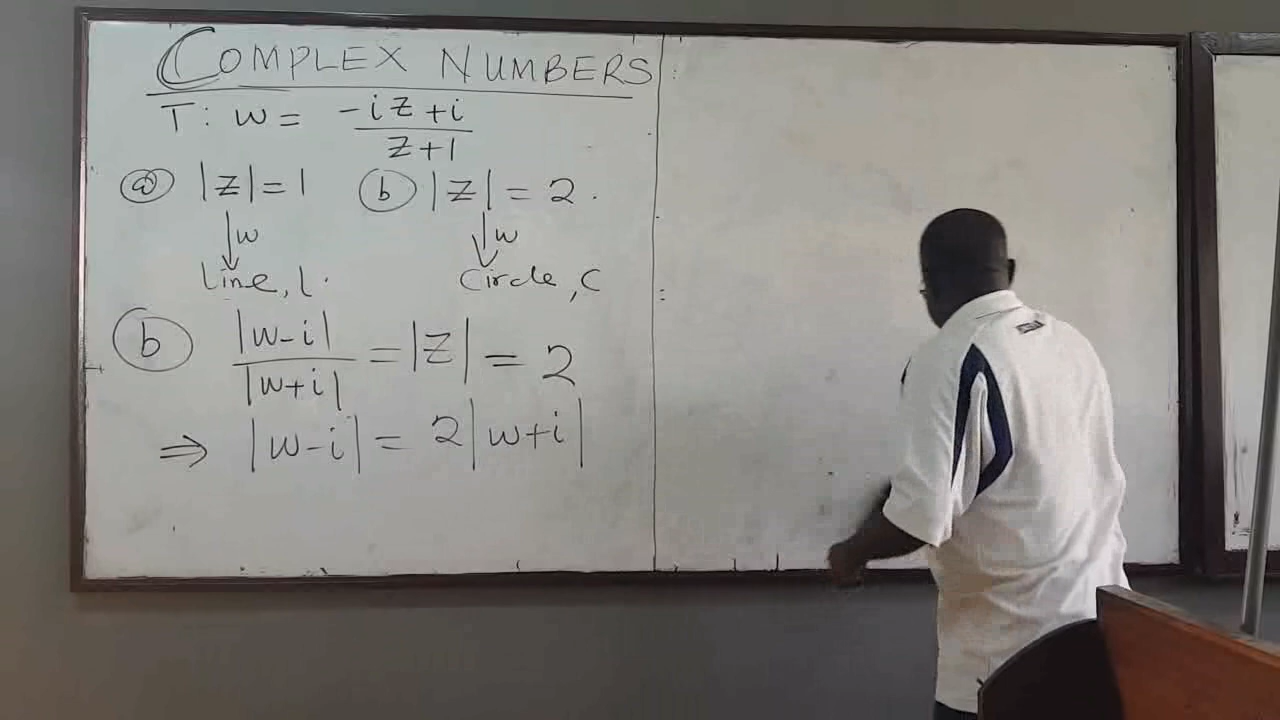 COMPLEX NUMBERS:
T: w = -iz+i / z+1
(a) |z| = 1 (b) |z| = 2.
↓w ↓w
Line, l. Circle, C
(b) |w-i| / |w+i| = |z| = 2
⇒ |w-i| = 2|w+i|